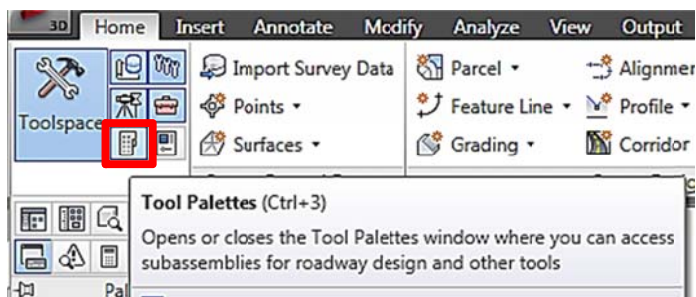 3D Home Insert Annotate Modify Analyze View Output
Import Survey Data Parcel
Toolspace Points Feature Line Profile
Surfaces Grading Corridor
Tool Palettes (Ctrl+3)
Opens or closes the Tool Palettes window where you can access
subassemblies for roadway design and other tools
Pal